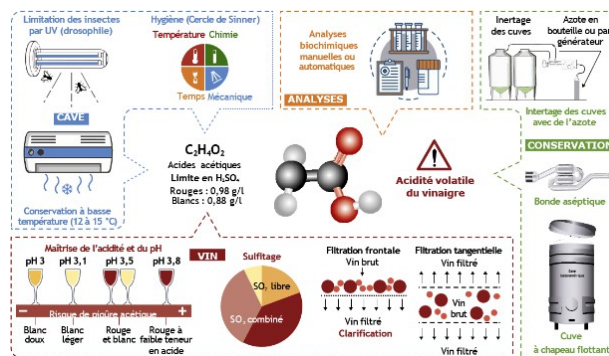 Limitation des insectes
par UV (drosophile)
CAVE
Conservation à basse
température (12 à 15 °C)
Hygiène (Cercle de Sinner)
Température Chimie
Temps Mécanique
Analyses
biochimiques
manuelles ou
automatiques
ANALYSES
Inertage
des cuves
Azote en
bouteille ou par
générateur
Intertage des cuves
avec de l'azote
CONSERVATION
Bonde aséptique
Cuve
à chapeau flottant
C₂H₄O₂
Acides acétiques
Limite en H₂SO₄
Rouges : 0,98 g/l
Blancs : 0,88 g/l
Acidité volatile
du vinaigre
Maîtrise de l'acidité et du pH
VIN
pH 3 pH 3,1 pH 3,5 pH 3,8
Risque de piqûre acétique
Blanc
doux
Blanc
léger
Rouge
et blanc
Rouge à
faible teneur
en acide
Sulfitage
SO₂ libre
SO₂ combiné
Filtration frontale
Vin brut
Vin filtré
Clarification
Filtration tangentielle
Vin filtré
Vin
brut
Vin filtré